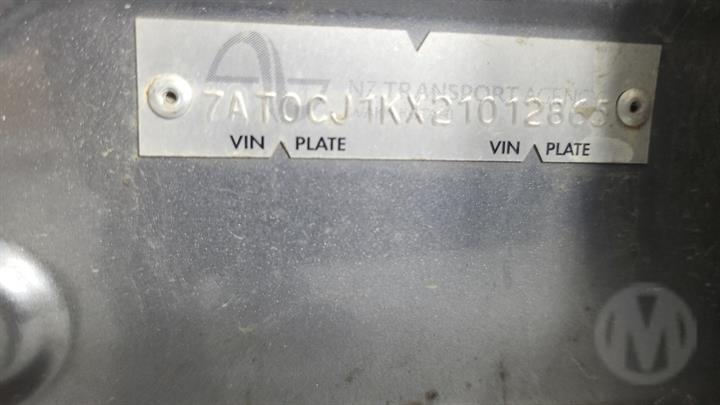 NZ TRANSPORT AGENCY
7AT0CJ1KX21012865
VIN PLATE VIN PLATE
M